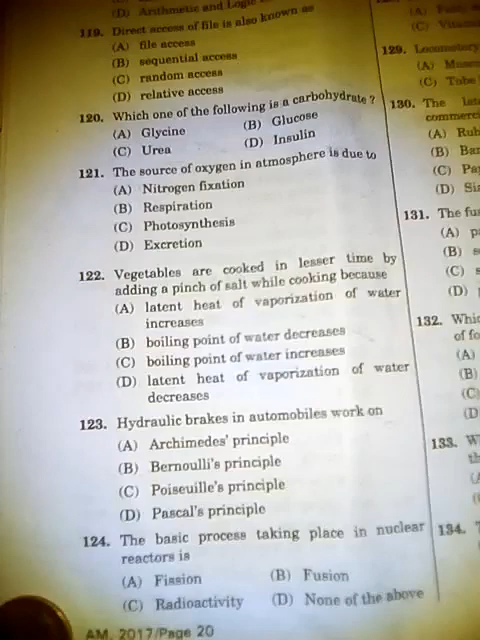 (D) Arithmetic and Logic
119. Direct access of file is also known as
(A) file access
(B) sequential access
(C) random access
(D) relative access
120. Which one of the following is a carbohydrate ?
(A) Glycine (B) Glucose
(C) Urea (D) Insulin
121. The source of oxygen in atmosphere is due to
(A) Nitrogen fixation
(B) Respiration
(C) Photosynthesis
(D) Excretion
122. Vegetables are cooked in lesser time by
adding a pinch of salt while cooking because
(A) latent heat of vaporization of water
increases
(B) boiling point of water decreases
(C) boiling point of water increases
(D) latent heat of vaporization of water
decreases
123. Hydraulic brakes in automobiles work on
(A) Archimedes' principle
(B) Bernoulli's principle
(C) Poiseuille's principle
(D) Pascal's principle
124. The basic process taking place in nuclear
reactors is
(A) Fission (B) Fusion
(C) Radioactivity (D) None of the above
AM, 2017/Page 20
(A)
(C)
129. Locomotory
(A)
(C) Tube
130. The
(A)
(B)
(C)
(D)
131. The
(A)
(B)
(C)
(D)
132.
of
(A)
(B)
(C)
(D
133.
134.